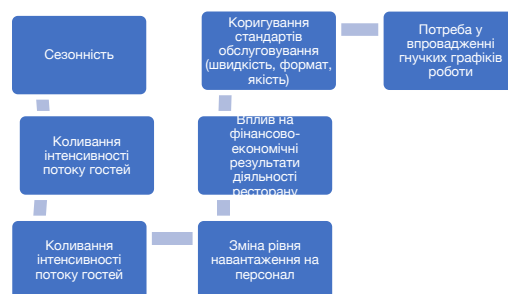 Сезонність
Коливання
інтенсивності
потоку гостей
Коливання
інтенсивності
потоку гостей
Зміна рівня
навантаження на
персонал
Вплив на
фінансово-
економічні
результати
діяльності
ресторану
Коригування
стандартів
обслуговування
(швидкість, формат,
якість)
Потреба у
впровадженні
гнучких графіків
роботи